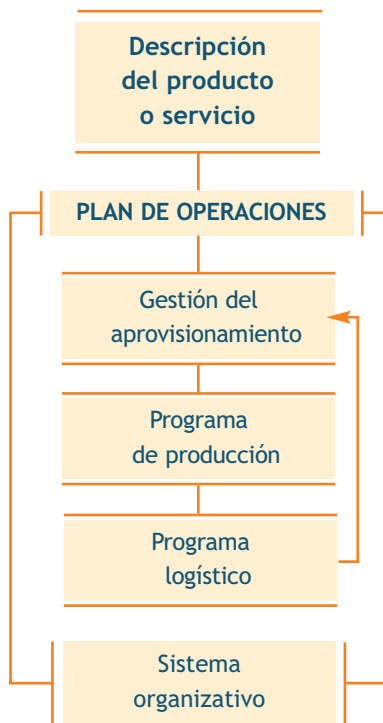 Descripción
del producto
o servicio
PLAN DE OPERACIONES
Gestión del
aprovisionamiento
Programa
de producción
Programa
logístico
Sistema
organizativo